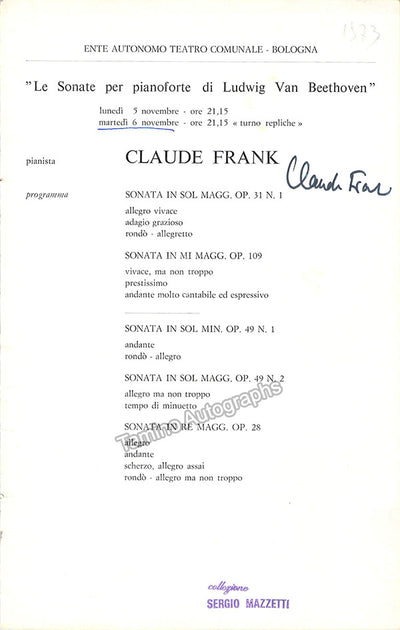 1973
ENTE AUTONOMO TEATRO COMUNALE - BOLOGNA
"Le Sonate per pianoforte di Ludwig Van Beethoven"
lunedì 5 novembre - ore 21,15
martedì 6 novembre - ore 21,15 « turno repliche »
pianista CLAUDE FRANK Claude Frank
programma SONATA IN SOL MAGG. OP. 31 N. 1
allegro vivace
adagio grazioso
rondò - allegretto
SONATA IN MI MAGG. OP. 109
vivace, ma non troppo
prestissimo
andante molto cantabile ed espressivo
SONATA IN SOL MIN. OP. 49 N. 1
andante
rondò - allegro
SONATA IN SOL MAGG. OP. 49 N. 2
allegro ma non troppo
tempo di minuetto
Tamino Autographs
SONATA IN RE MAGG. OP. 28
allegro
andante
scherzo, allegro assai
rondò - allegro ma non troppo
collezione
SERGIO MAZZETTI